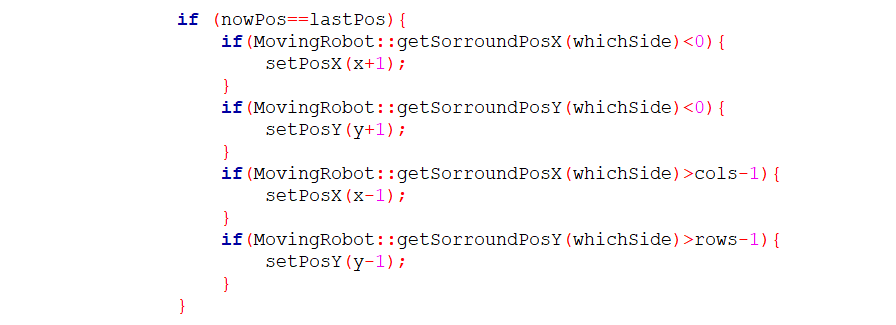 if (nowPos==lastPos){
    if(MovingRobot::getSorroundPosX(whichSide)<0){
        setPosX(x+1);
    }
    if(MovingRobot::getSorroundPosY(whichSide)<0){
        setPosY(y+1);
    }
    if(MovingRobot::getSorroundPosX(whichSide)>cols-1){
        setPosX(x-1);
    }
    if(MovingRobot::getSorroundPosY(whichSide)>rows-1){
        setPosY(y-1);
    }
}